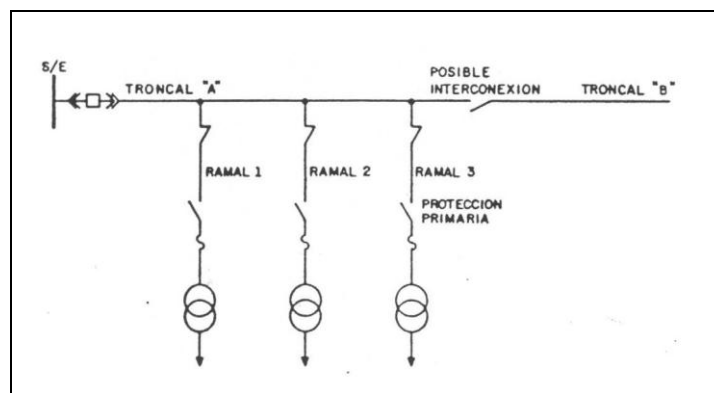 S/E
TRONCAL "A"
POSIBLE
INTERCONEXION
TRONCAL "B"
RAMAL 1
RAMAL 2
RAMAL 3
PROTECCION
PRIMARIA